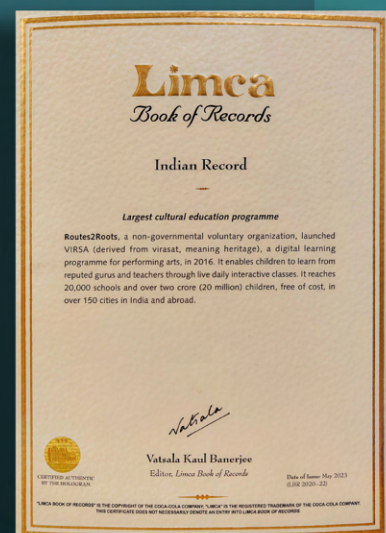 Limca
Book of Records
Indian Record
Largest cultural education programme
Routes2Roots, a non-governmental voluntary organization, launched
VIRSA (derived from virasat, meaning heritage), a digital learning
programme for performing arts, in 2016. It enables children to learn from
reputed gurus and teachers through live daily interactive classes. It reaches
20,000 schools and over two crore (20 million) children, free of cost, in
over 150 cities in India and abroad.
Vatsala
Vatsala Kaul Banerjee
Editor, Limca Book of Records
CERTIFIED AUTHENTIC
BY THIS HOLOGRAM
Date of Issue: May 2023
(LBR 2020–22)
"LIMCA BOOK OF RECORDS" IS THE COPYRIGHT OF THE COCA-COLA COMPANY. "LIMCA" IS THE REGISTERED TRADEMARK OF THE COCA-COLA COMPANY.
THIS CERTIFICATE DOES NOT NECESSARILY DENOTE AN ENTRY INTO LIMCA BOOK OF RECORDS